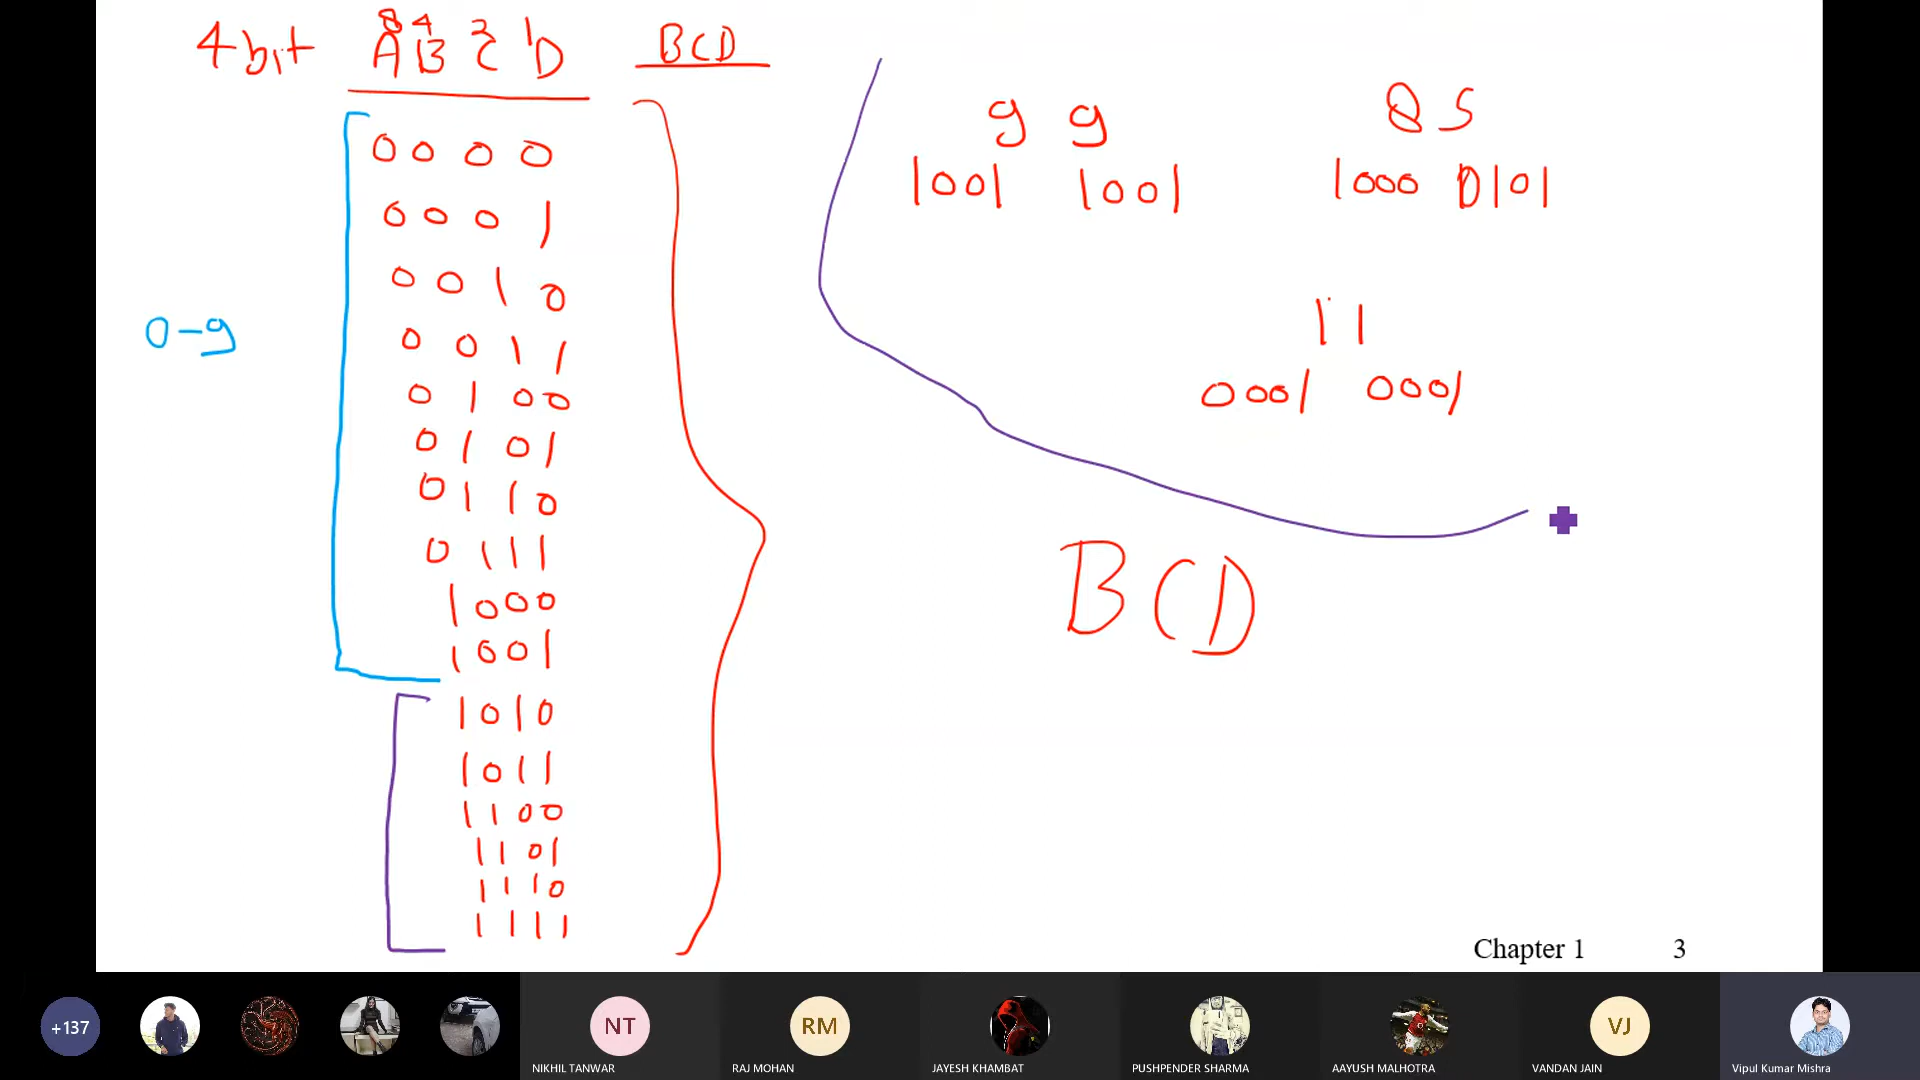 8 4 2 1
4 bit A B C D BCD
0 0 0 0
0 0 0 1
0 0 1 0
0 0 1 1
0 1 0 0
0 1 0 1
0 1 1 0
0 1 1 1
1 0 0 0
1 0 0 1
1 0 1 0
1 0 1 1
1 1 0 0
1 1 0 1
1 1 1 0
1 1 1 1
0-9
9 9
1001 1001
8 5
1000 0101
1 1
0001 0001
BCD
Chapter 1 3
+137
NT
NIKHIL TANWAR
RM
RAJ MOHAN
JAYESH KHAMBAT
PUSHPENDER SHARMA
AAYUSH MALHOTRA
VJ
VANDAN JAIN
Vipul Kumar Mishra